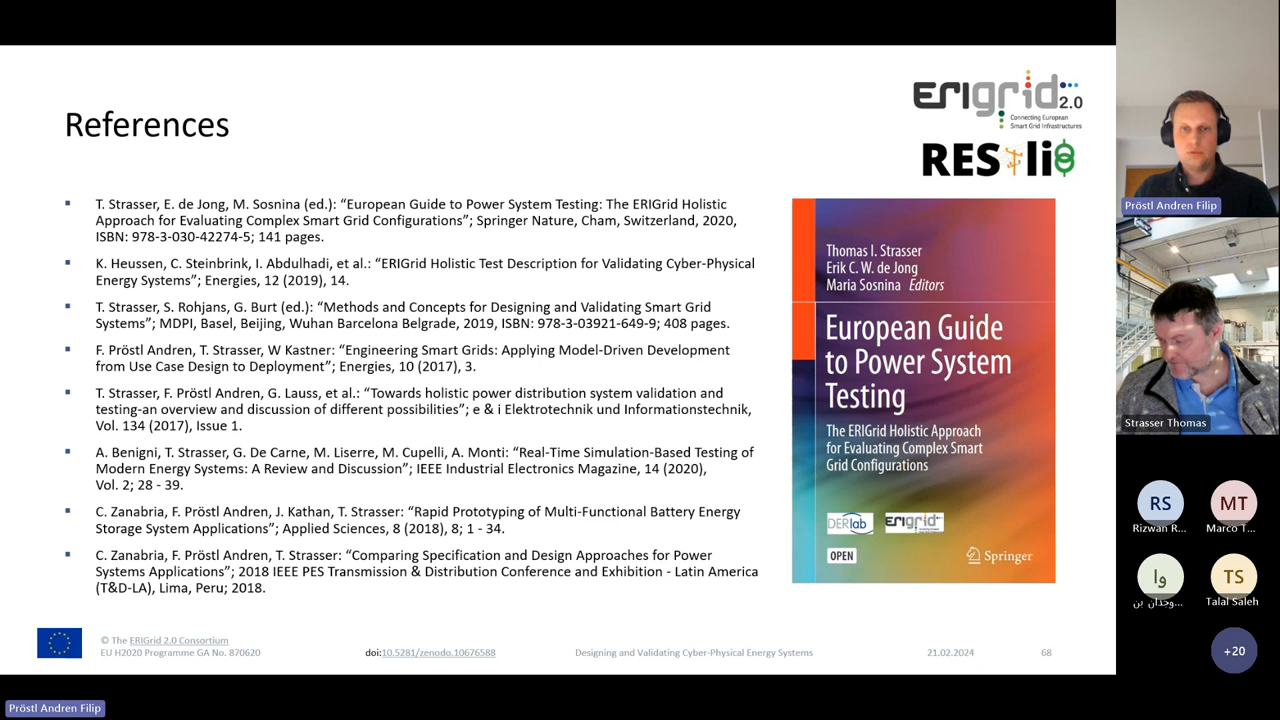 References
ERIgrid 2.0
Connecting European
Smart Grid Infrastructures
RES li
▪ T. Strasser, E. de Jong, M. Sosnina (ed.): “European Guide to Power System Testing: The ERIGrid Holistic
Approach for Evaluating Complex Smart Grid Configurations”; Springer Nature, Cham, Switzerland, 2020,
ISBN: 978-3-030-42274-5; 141 pages.
▪ K. Heussen, C. Steinbrink, I. Abdulhadi, et al.: “ERIGrid Holistic Test Description for Validating Cyber-Physical
Energy Systems”; Energies, 12 (2019), 14.
▪ T. Strasser, S. Rohjans, G. Burt (ed.): “Methods and Concepts for Designing and Validating Smart Grid
Systems”; MDPI, Basel, Beijing, Wuhan Barcelona Belgrade, 2019, ISBN: 978-3-03921-649-9; 408 pages.
▪ F. Pröstl Andren, T. Strasser, W Kastner: “Engineering Smart Grids: Applying Model-Driven Development
from Use Case Design to Deployment”; Energies, 10 (2017), 3.
▪ T. Strasser, F. Pröstl Andren, G. Lauss, et al.: “Towards holistic power distribution system validation and
testing-an overview and discussion of different possibilities”; e & i Elektrotechnik und Informationstechnik,
Vol. 134 (2017), Issue 1.
▪ A. Benigni, T. Strasser, G. De Carne, M. Liserre, M. Cupelli, A. Monti: “Real-Time Simulation-Based Testing of
Modern Energy Systems: A Review and Discussion”; IEEE Industrial Electronics Magazine, 14 (2020),
Vol. 2; 28 - 39.
▪ C. Zanabria, F. Pröstl Andren, J. Kathan, T. Strasser: “Rapid Prototyping of Multi-Functional Battery Energy
Storage System Applications”; Applied Sciences, 8 (2018), 8; 1 - 34.
▪ C. Zanabria, F. Pröstl Andren, T. Strasser: “Comparing Specification and Design Approaches for Power
Systems Applications”; 2018 IEEE PES Transmission & Distribution Conference and Exhibition - Latin America
(T&D-LA), Lima, Peru; 2018.
Thomas I. Strasser
Erik C. W. de Jong
Maria Sosnina Editors
European Guide
to Power System
Testing
The ERIGrid Holistic Approach
for Evaluating Complex Smart
Grid Configurations
DERlab
ERIgrid
OPEN
Springer
© The ERIGrid 2.0 Consortium
EU H2020 Programme GA No. 870620
doi:10.5281/zenodo.10676588
Designing and Validating Cyber-Physical Energy Systems
21.02.2024
68
Pröstl Andren Filip
Strasser Thomas
RS
Rizwan R...
MT
Marco T...
وا
وجدان بن...
TS
Talal Saleh
+20
Pröstl Andren Filip